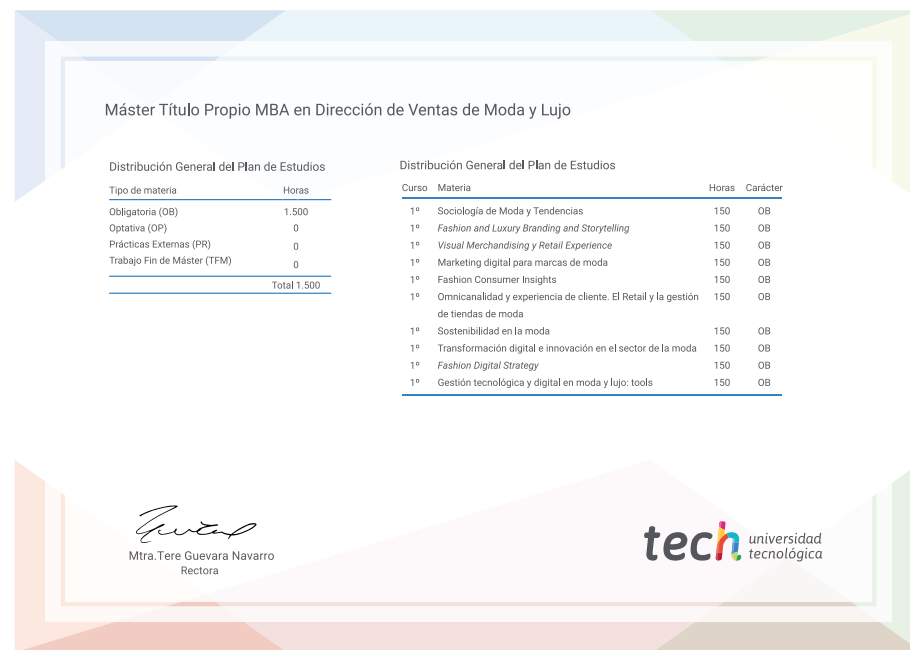 Máster Título Propio MBA en Dirección de Ventas de Moda y Lujo
Distribución General del Plan de Estudios
Tipo de materia Horas
Obligatoria (OB) 1.500
Optativa (OP) 0
Prácticas Externas (PR) 0
Trabajo Fin de Máster (TFM) 0
Total 1.500
Distribución General del Plan de Estudios
Curso Materia Horas Carácter
1º Sociología de Moda y Tendencias 150 OB
1º Fashion and Luxury Branding and Storytelling 150 OB
1º Visual Merchandising y Retail Experience 150 OB
1º Marketing digital para marcas de moda 150 OB
1º Fashion Consumer Insights 150 OB
1º Omnicanalidad y experiencia de cliente. El Retail y la gestión 150 OB
de tiendas de moda
1º Sostenibilidad en la moda 150 OB
1º Transformación digital e innovación en el sector de la moda 150 OB
1º Fashion Digital Strategy 150 OB
1º Gestión tecnológica y digital en moda y lujo: tools 150 OB
Mtra.Tere Guevara Navarro
Rectora
tech universidad
tecnológica